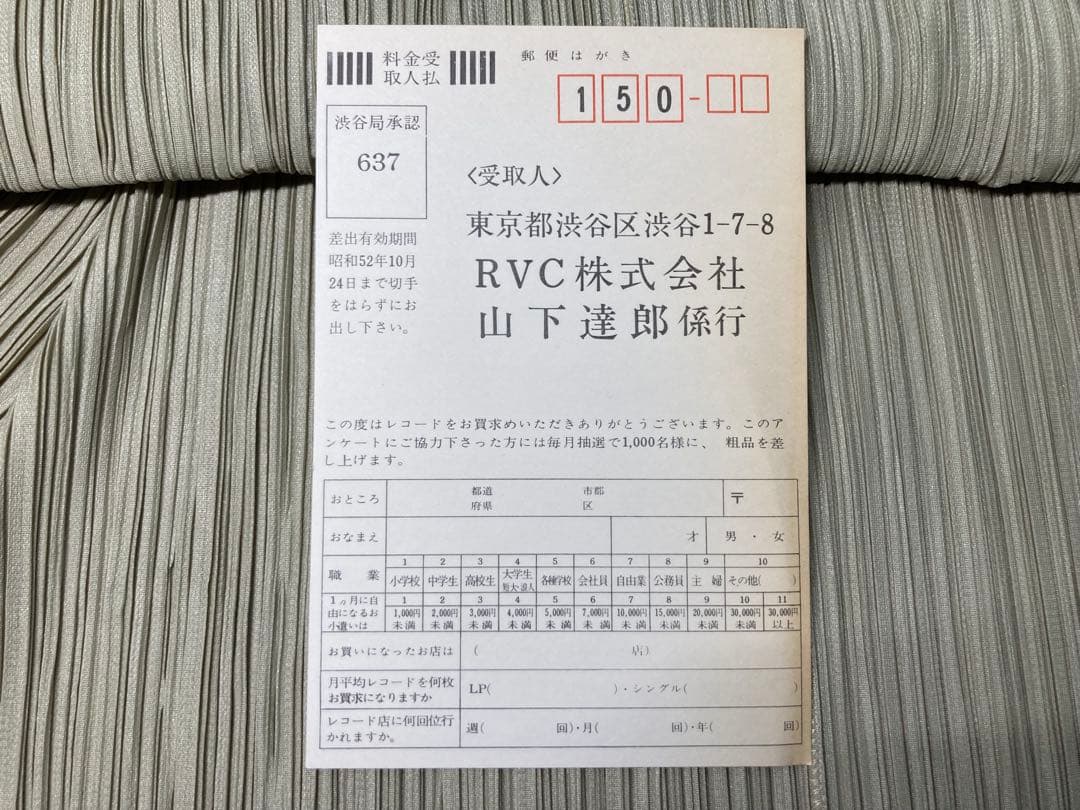 料金受
取人払
郵便はがき
150-
渋谷局承認
637
差出有効期間
昭和52年10月
24日まで切手
をはらずにお
出し下さい。
〈受取人〉
東京都渋谷区渋谷1-7-8
RVC株式会社
山下達郎係行
この度はレコードをお買求めいただきありがとうございます。このア
ンケートにご協力下さった方には毎月抽選で1,000名様に、 粗品を差
し上げます。
おところ 都道 市郡 〒
府県 区
おなまえ 才 男・女
職業 1 2 3 4 5 6 7 8 9 10
小学校 中学生 高校生 大学生 短大・浪人 各種学校 会社員 自由業 公務員 主婦 その他( )
1ヵ月に自 1 2 3 4 5 6 7 8 9 10 11
由になるお 1,000円 2,000円 3,000円 4,000円 5,000円 7,000円 10,000円 15,000円 20,000円 30,000円 30,000円
小遣いは 未満 未満 未満 未満 未満 未満 未満 未満 未満 未満 以上
お買いになったお店は ( 店)
月平均レコードを何枚
お買求になりますか LP( )・シングル( )
レコード店に何回位行
かれますか。 週( 回)・月( 回)・年( 回)